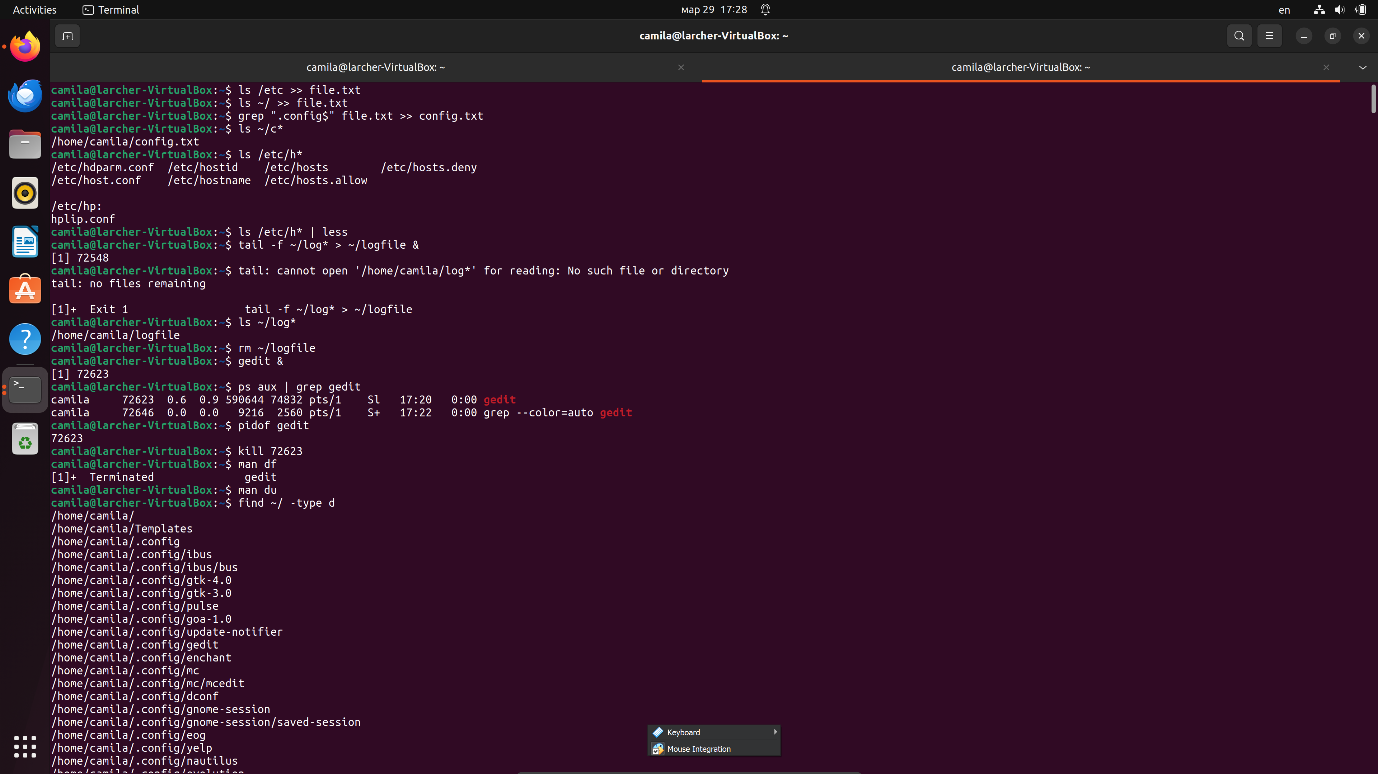 Activities Terminal мар 29 17:28 en
camila@larcher-VirtualBox: ~
camila@larcher-VirtualBox: ~ camila@larcher-VirtualBox: ~
camila@larcher-VirtualBox:~$ ls /etc >> file.txt
camila@larcher-VirtualBox:~$ ls ~/ >> file.txt
camila@larcher-VirtualBox:~$ grep ".config$" file.txt >> config.txt
camila@larcher-VirtualBox:~$ ls ~/c*
/home/camila/config.txt
camila@larcher-VirtualBox:~$ ls /etc/h*
/etc/hdparm.conf  /etc/hostid    /etc/hosts        /etc/hosts.deny
/etc/host.conf    /etc/hostname  /etc/hosts.allow
/etc/hp:
hplip.conf
camila@larcher-VirtualBox:~$ ls /etc/h* | less
camila@larcher-VirtualBox:~$ tail -f ~/log* > ~/logfile &
[1] 72548
camila@larcher-VirtualBox:~$ tail: cannot open '/home/camila/log*' for reading: No such file or directory
tail: no files remaining
[1]+  Exit 1                  tail -f ~/log* > ~/logfile
camila@larcher-VirtualBox:~$ ls ~/log*
/home/camila/logfile
camila@larcher-VirtualBox:~$ rm ~/logfile
camila@larcher-VirtualBox:~$ gedit &
[1] 72623
camila@larcher-VirtualBox:~$ ps aux | grep gedit
camila     72623  0.6  0.9 590644 74832 pts/1    Sl   17:20   0:00 gedit
camila     72646  0.0  0.0   9216  2560 pts/1    S+   17:22   0:00 grep --color=auto gedit
camila@larcher-VirtualBox:~$ pidof gedit
72623
camila@larcher-VirtualBox:~$ kill 72623
camila@larcher-VirtualBox:~$ man df
[1]+  Terminated              gedit
camila@larcher-VirtualBox:~$ man du
camila@larcher-VirtualBox:~$ find ~/ -type d
/home/camila/
/home/camila/Templates
/home/camila/.config
/home/camila/.config/ibus
/home/camila/.config/ibus/bus
/home/camila/.config/gtk-4.0
/home/camila/.config/gtk-3.0
/home/camila/.config/pulse
/home/camila/.config/goa-1.0
/home/camila/.config/update-notifier
/home/camila/.config/gedit
/home/camila/.config/enchant
/home/camila/.config/mc
/home/camila/.config/mc/mcedit
/home/camila/.config/dconf
/home/camila/.config/gnome-session
/home/camila/.config/gnome-session/saved-session
/home/camila/.config/eog
/home/camila/.config/yelp
/home/camila/.config/nautilus
/home/camila/.config/evolution
Keyboard
Mouse Integration